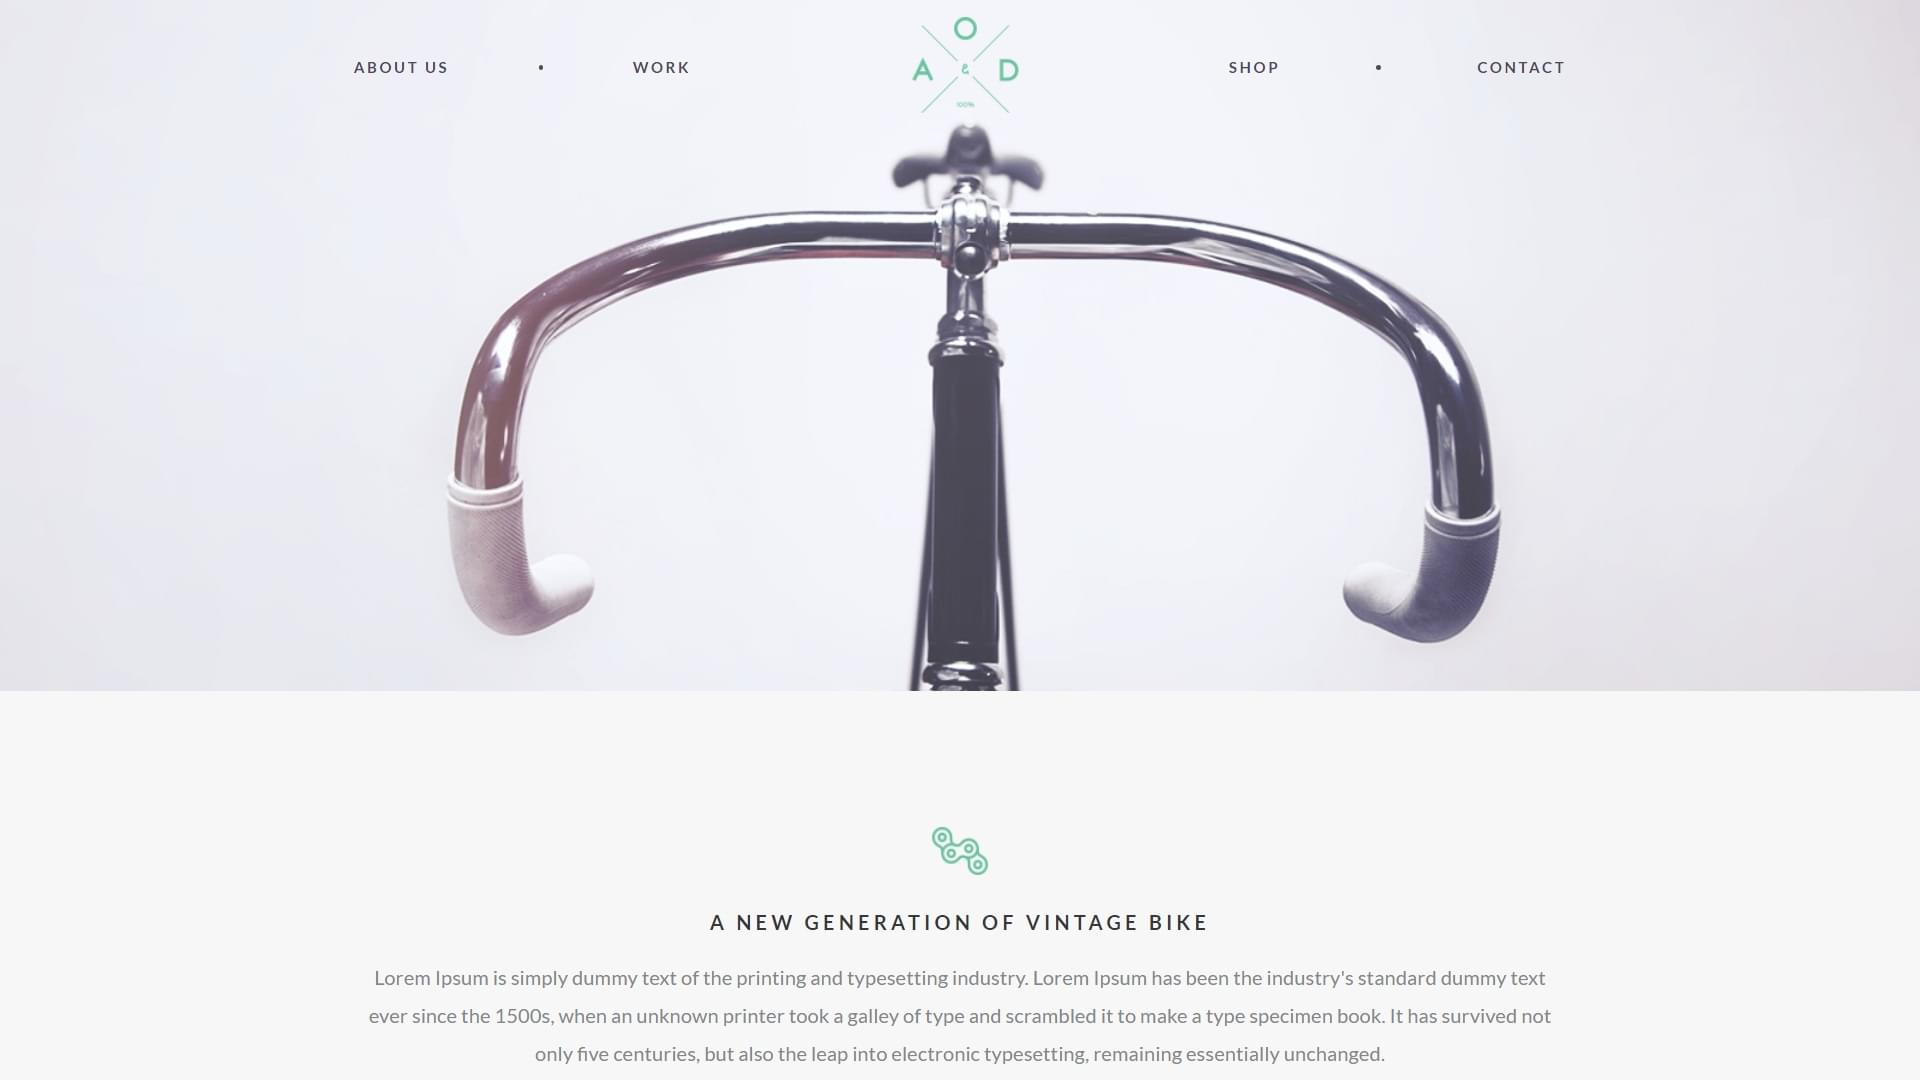 ABOUT US • WORK
O
A & D
100%
SHOP • CONTACT
A NEW GENERATION OF VINTAGE BIKE
Lorem Ipsum is simply dummy text of the printing and typesetting industry. Lorem Ipsum has been the industry's standard dummy text
ever since the 1500s, when an unknown printer took a galley of type and scrambled it to make a type specimen book. It has survived not
only five centuries, but also the leap into electronic typesetting, remaining essentially unchanged.